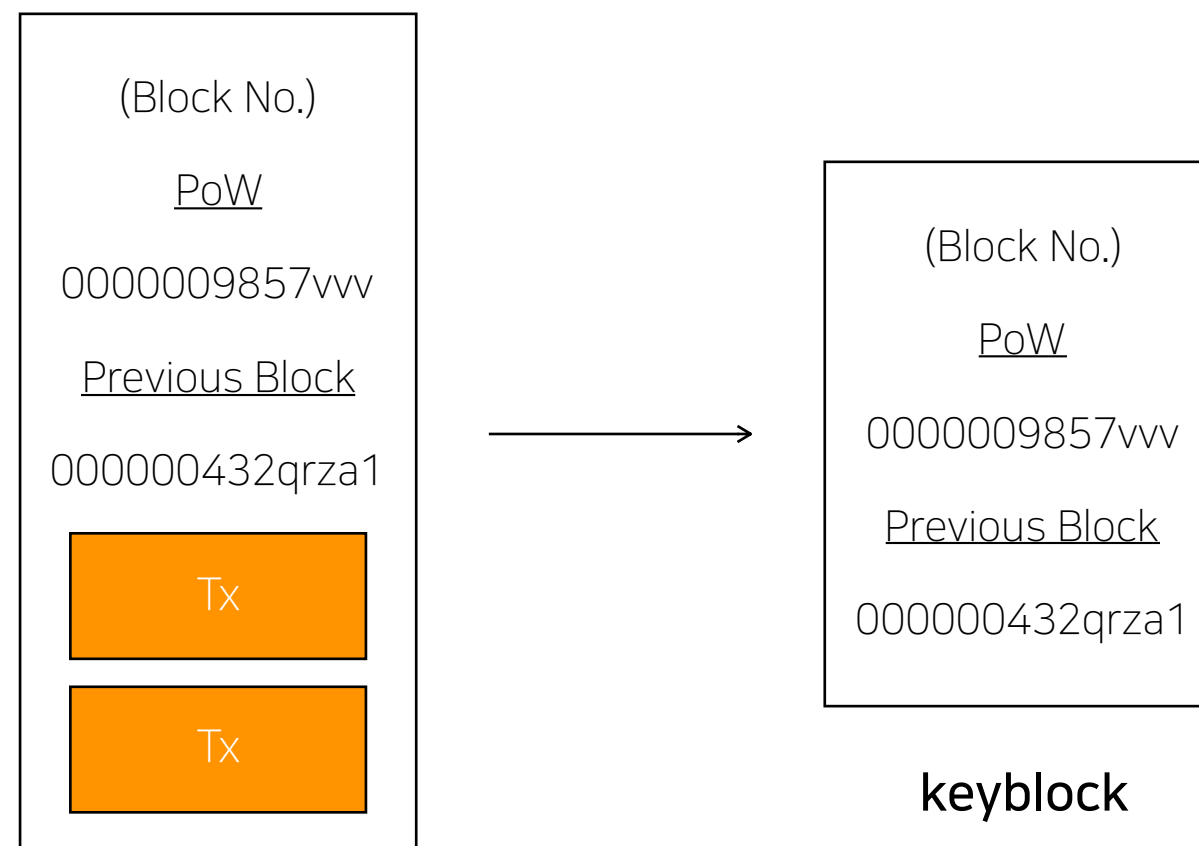 (Block No.)
PoW
0000009857vvv
Previous Block
000000432qrza1
Tx
Tx
(Block No.)
PoW
0000009857vvv
Previous Block
000000432qrza1
keyblock